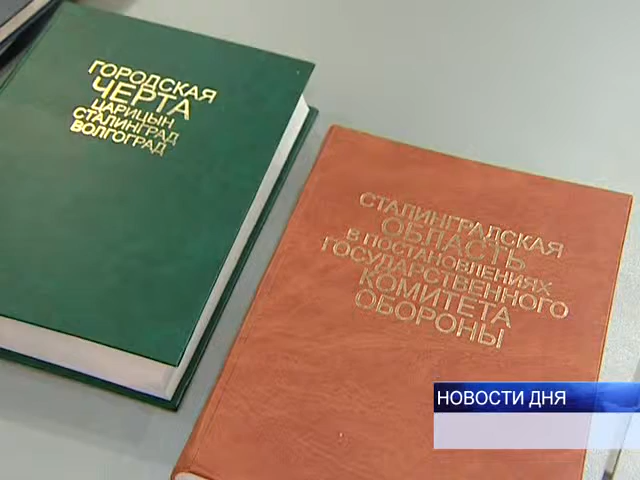 ГОРОДСКАЯ
ЧЕРТА
ЦАРИЦЫН
СТАЛИНГРАД
ВОЛГОГРАД
СТАЛИНГРАДСКАЯ
ОБЛАСТЬ
В ПОСТАНОВЛЕНИЯХ
ГОСУДАРСТВЕННОГО
КОМИТЕТА
ОБОРОНЫ
НОВОСТИ ДНЯ